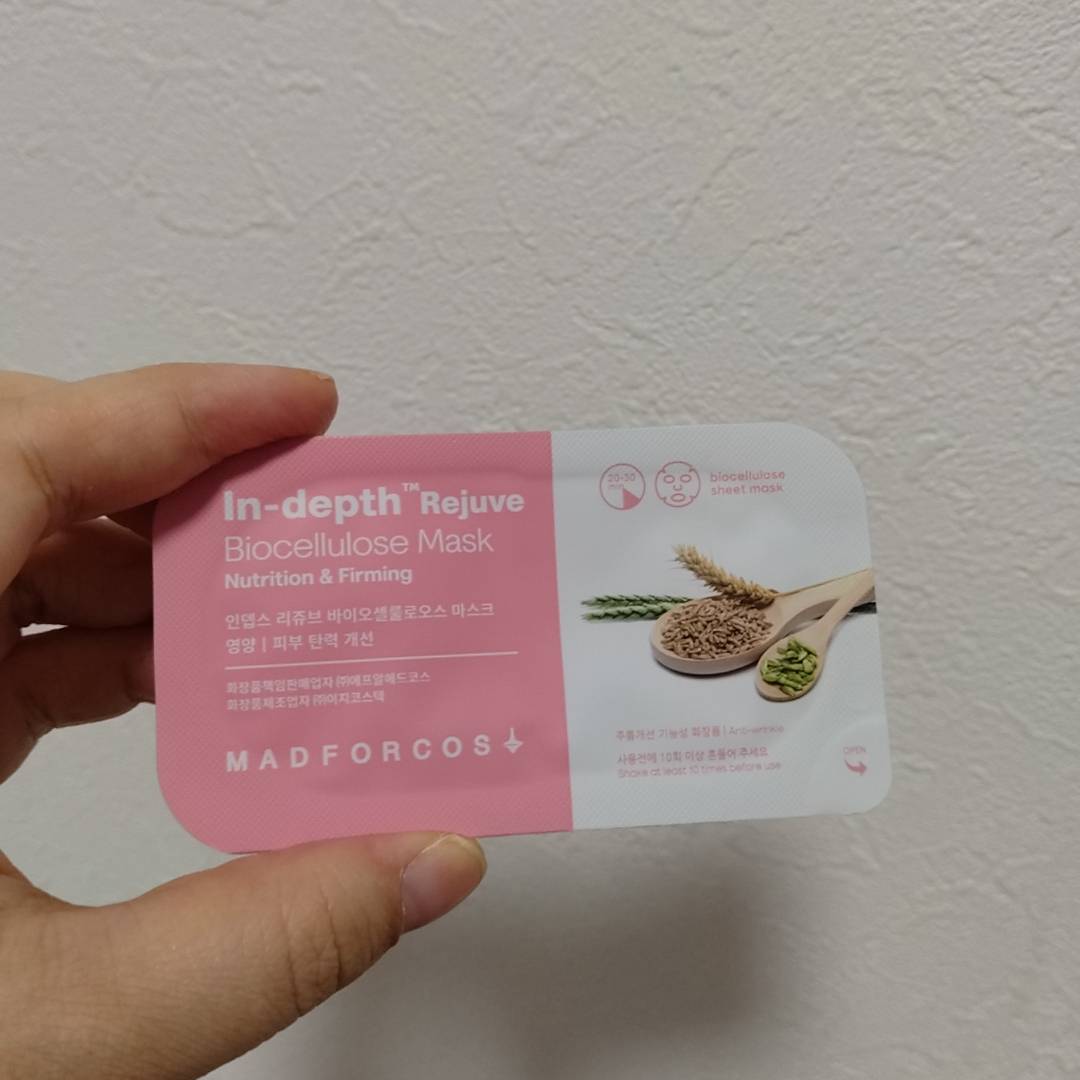 In-depth™ Rejuve
Biocellulose Mask
Nutrition & Firming
인뎁스 리쥬브 바이오셀룰로오스 마스크
영양 | 피부 탄력 개선
화장품책임판매업자 ㈜에프알메드코스
화장품제조업자 ㈜이지코스텍
MADFORCOS
20-30
min
biocellulose
sheet mask
주름개선 기능성 화장품 | Anti-wrinkle
사용전에 10회 이상 흔들어 주세요
Shake at least 10 times before use
OPEN